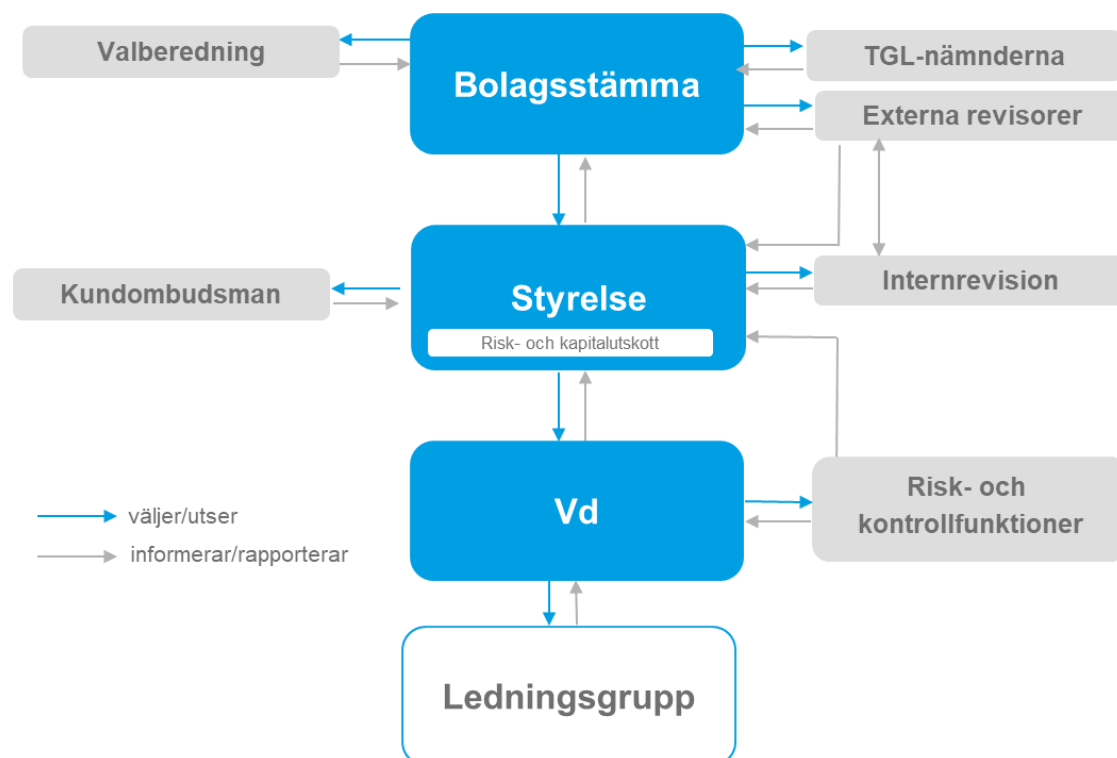 Valberedning
Bolagsstämma
TGL-nämnderna
Externa revisorer
Kundombudsman
Styrelse
Risk- och kapitalutskott
Internrevision
Vd
Risk- och
kontrollfunktioner
väljer/utser
informerar/rapporterar
Ledningsgrupp